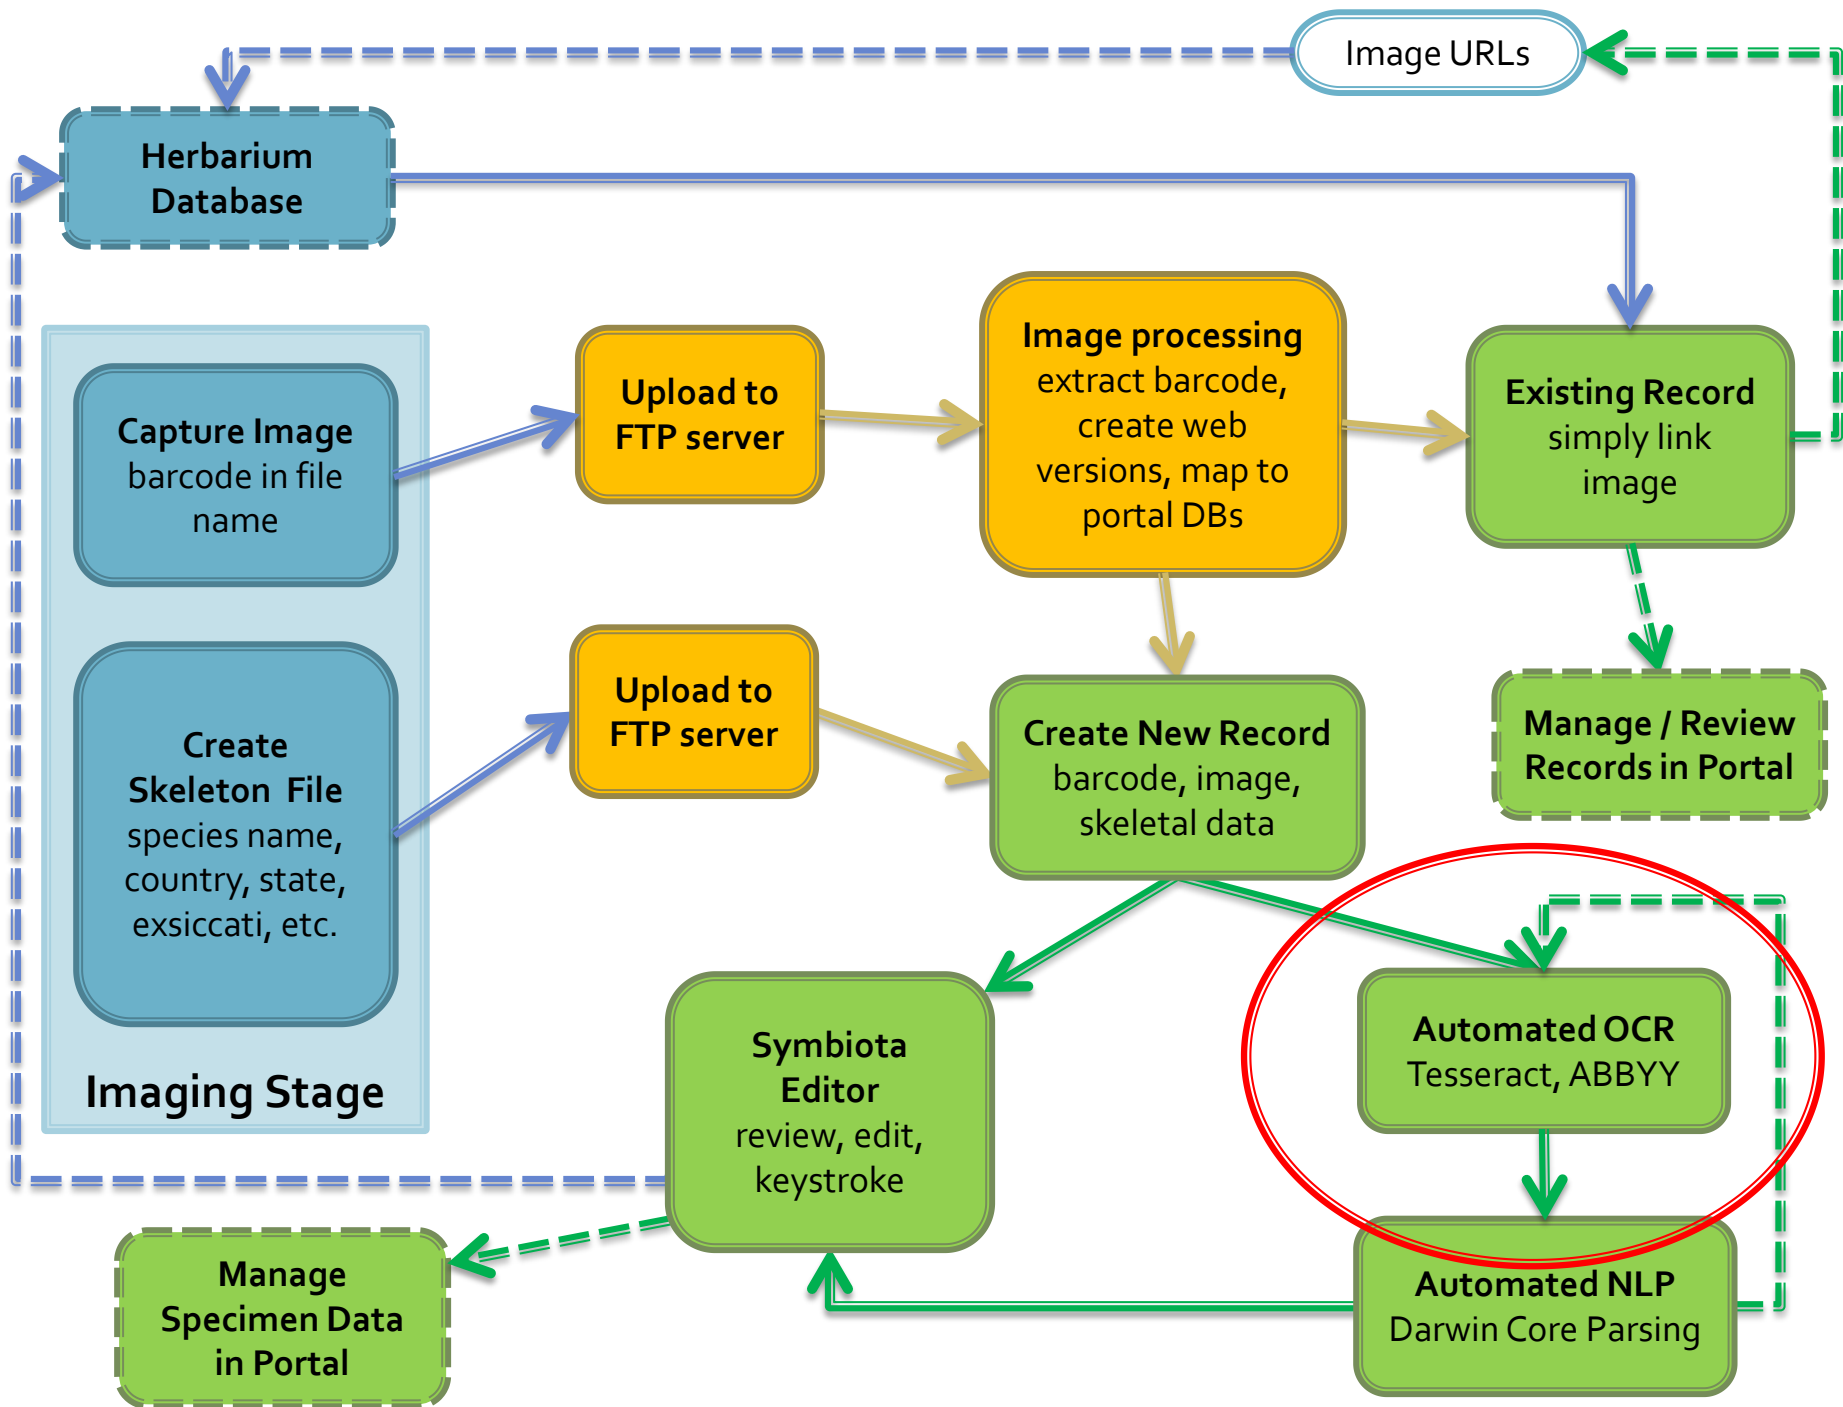 Image URLs
Herbarium
Database
Capture Image
barcode in file
name
Create
Skeleton File
species name,
country, state,
exsiccati, etc.
Imaging Stage
Upload to
FTP server
Upload to
FTP server
Image processing
extract barcode,
create web
versions, map to
portal DBs
Existing Record
simply link
image
Create New Record
barcode, image,
skeletal data
Manage / Review
Records in Portal
Automated OCR
Tesseract, ABBYY
Automated NLP
Darwin Core Parsing
Symbiota
Editor
review, edit,
keystroke
Manage
Specimen Data
in Portal